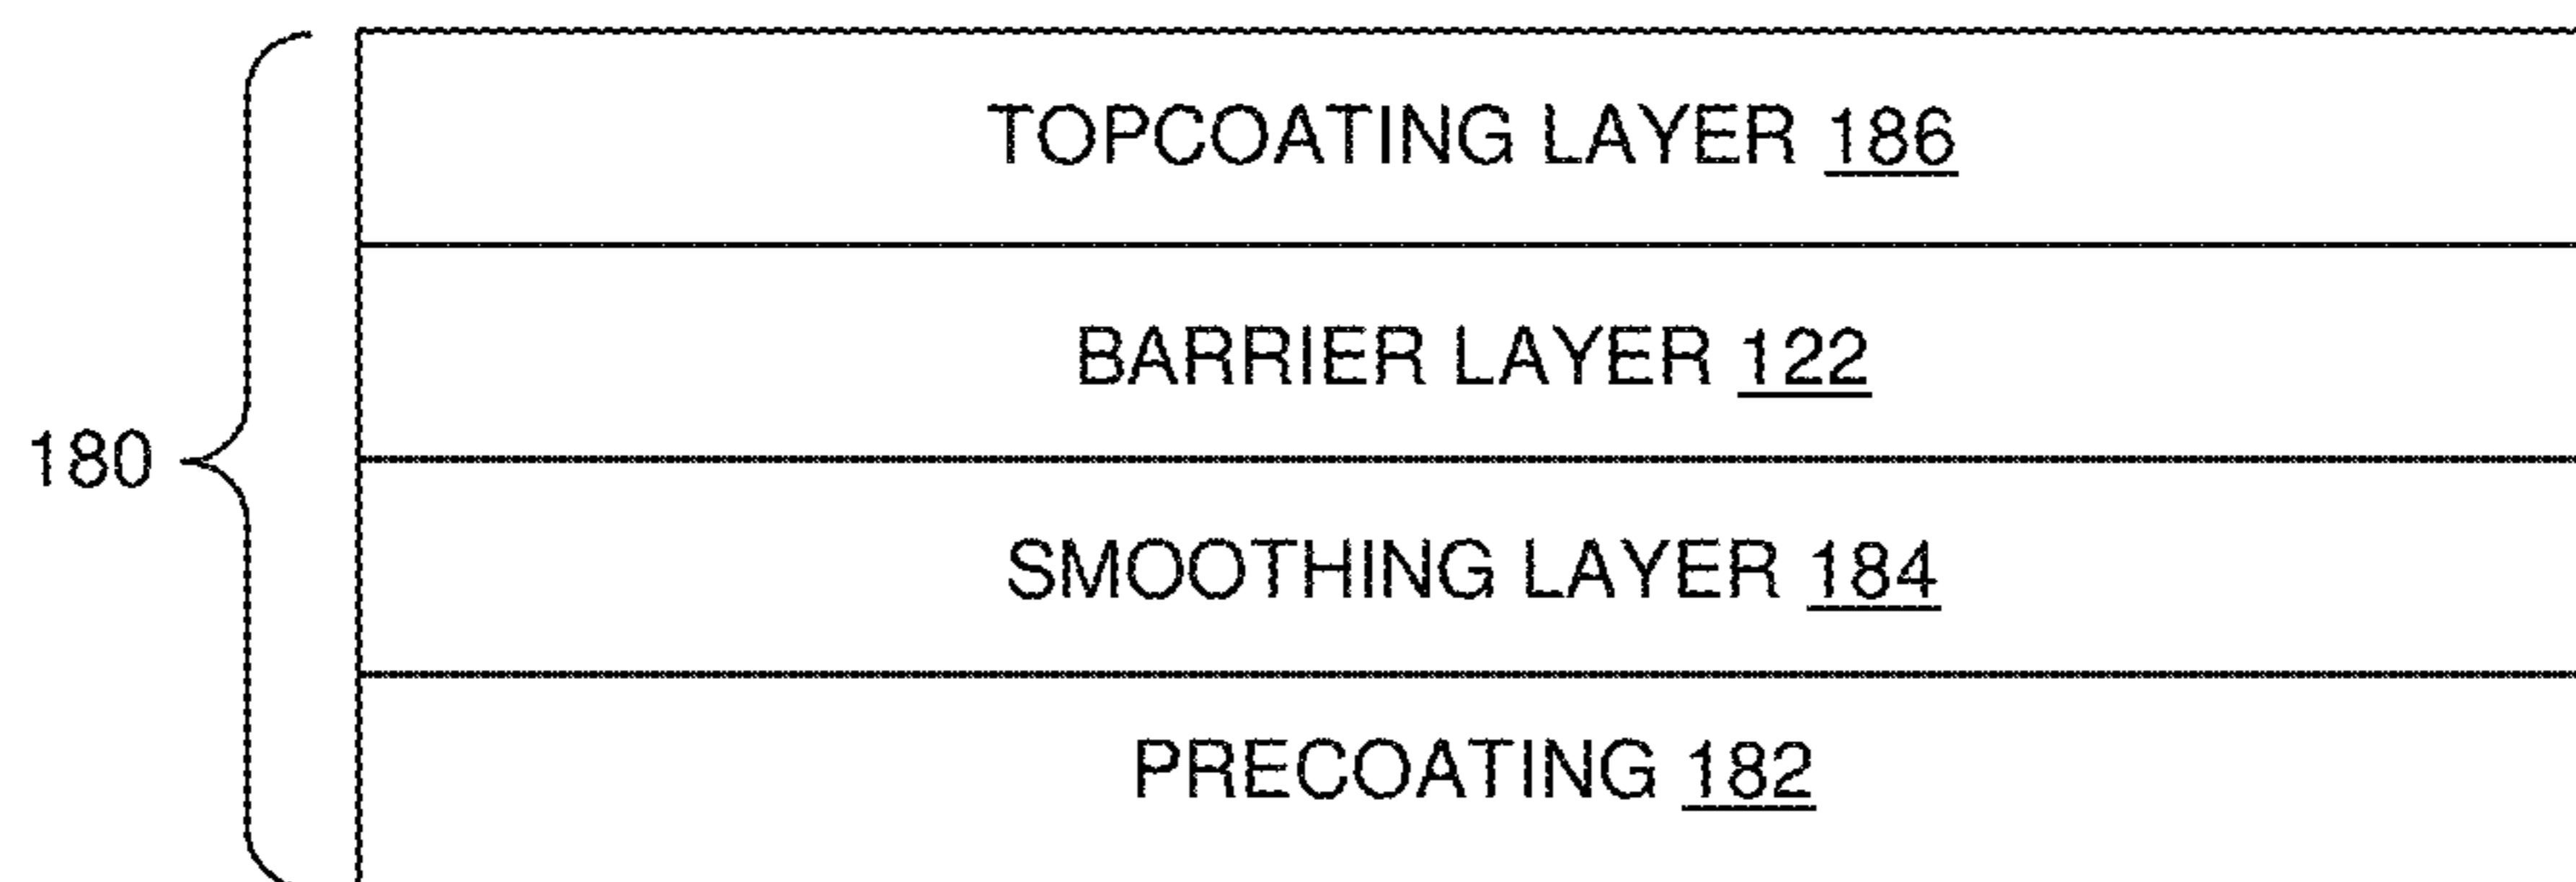 TOPCOATING LAYER 186
BARRIER LAYER 122
180
SMOOTHING LAYER 184
PRECOATING 182